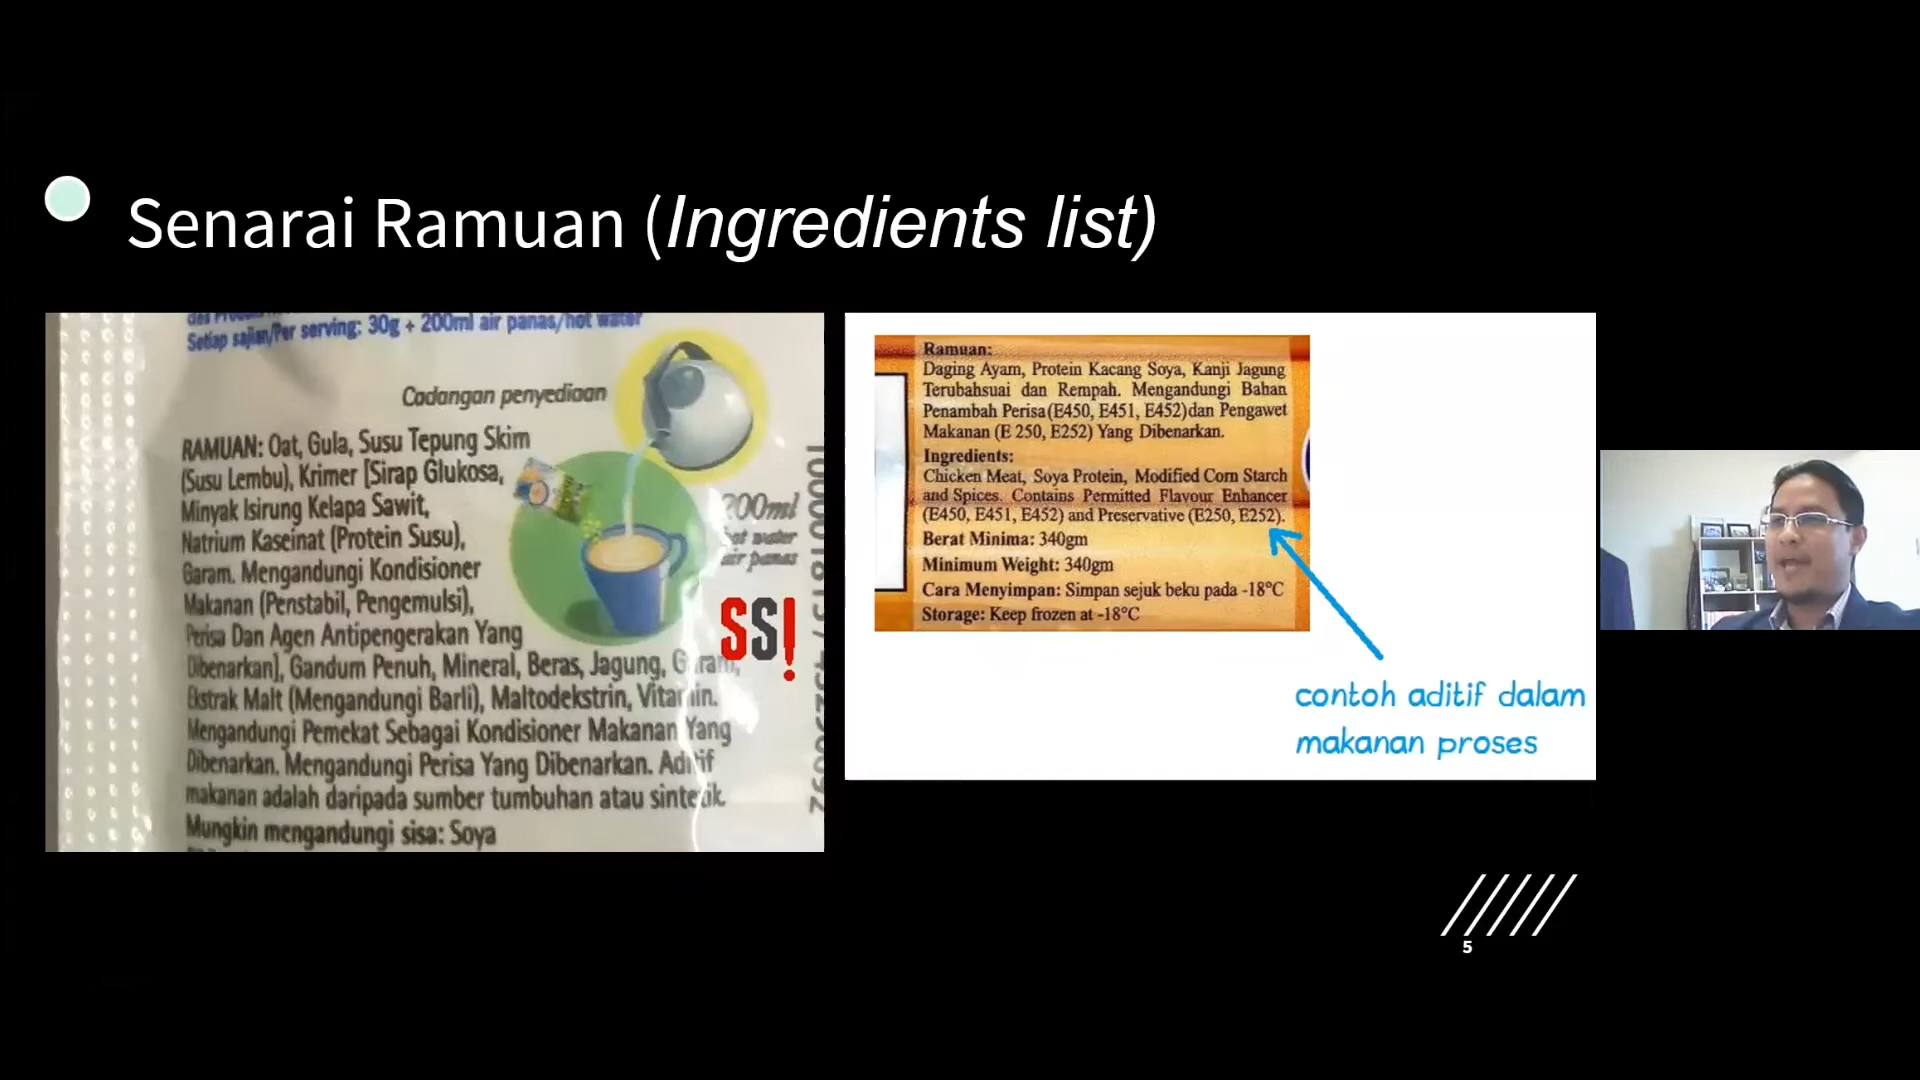 Senarai Ramuan (Ingredients list)
Setiap sajian/Per serving: 30g + 200ml air panas/hot water
Cadangan penyediaan
RAMUAN: Oat, Gula, Susu Tepung Skim
(Susu Lembu), Krimer [Sirap Glukosa,
Minyak Isirung Kelapa Sawit,
Natrium Kaseinat (Protein Susu),
Garam. Mengandungi Kondisioner
Makanan (Penstabil, Pengemulsi),
Perisa Dan Agen Antipengerakan Yang
Dibenarkan], Gandum Penuh, Mineral, Beras, Jagung, Garam,
Ekstrak Malt (Mengandungi Barli), Maltodekstrin, Vitamin.
Mengandungi Pemekat Sebagai Kondisioner Makanan Yang
Dibenarkan. Mengandungi Perisa Yang Dibenarkan. Aditif
makanan adalah daripada sumber tumbuhan atau sintetik.
Mungkin mengandungi sisa: Soya
200ml
hot water
air panas
SS!
Ramuan:
Daging Ayam, Protein Kacang Soya, Kanji Jagung
Terubahsuai dan Rempah. Mengandungi Bahan
Penambah Perisa(E450, E451, E452)dan Pengawet
Makanan (E 250, E252) Yang Dibenarkan.
Ingredients:
Chicken Meat, Soya Protein, Modified Corn Starch
and Spices. Contains Permitted Flavour Enhancer
(E450, E451, E452) and Preservative (E250, E252).
Berat Minima: 340gm
Minimum Weight: 340gm
Cara Menyimpan: Simpan sejuk beku pada -18°C
Storage: Keep frozen at -18°C
contoh aditif dalam
makanan proses
5